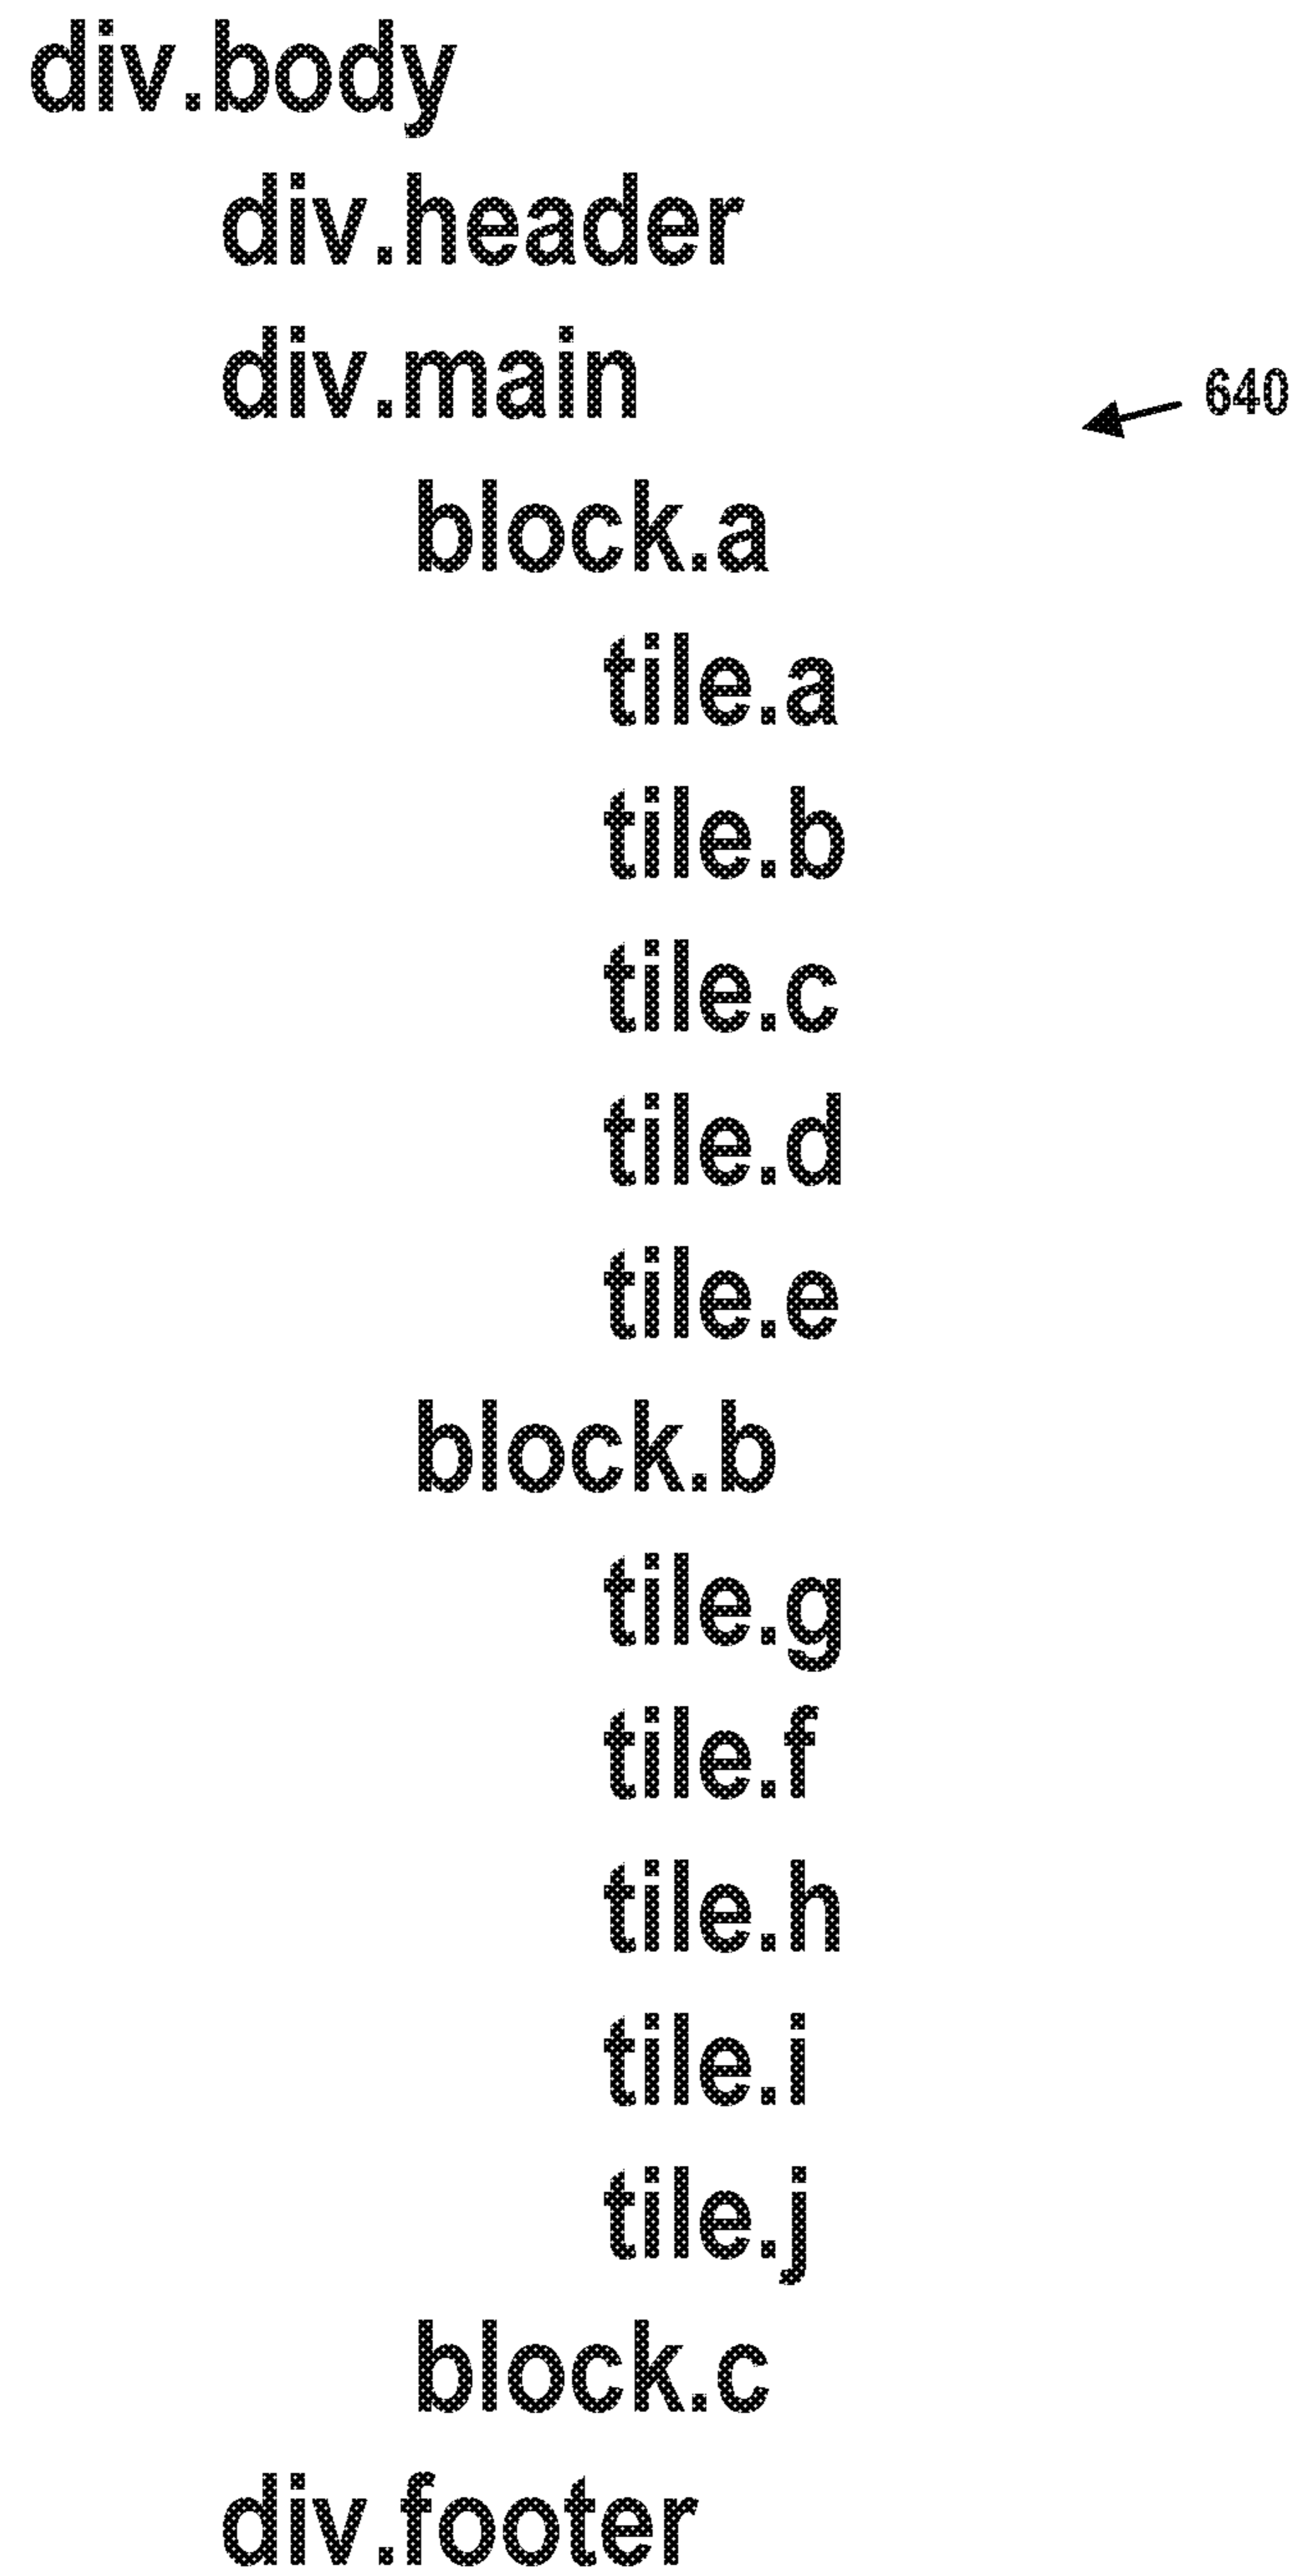 div.body
div.header
div.main
640
block.a
tile.a
tile.b
tile.c
tile.d
tile.e
block.b
tile.g
tile.f
tile.h
tile.i
tile.j
block.c
div.footer